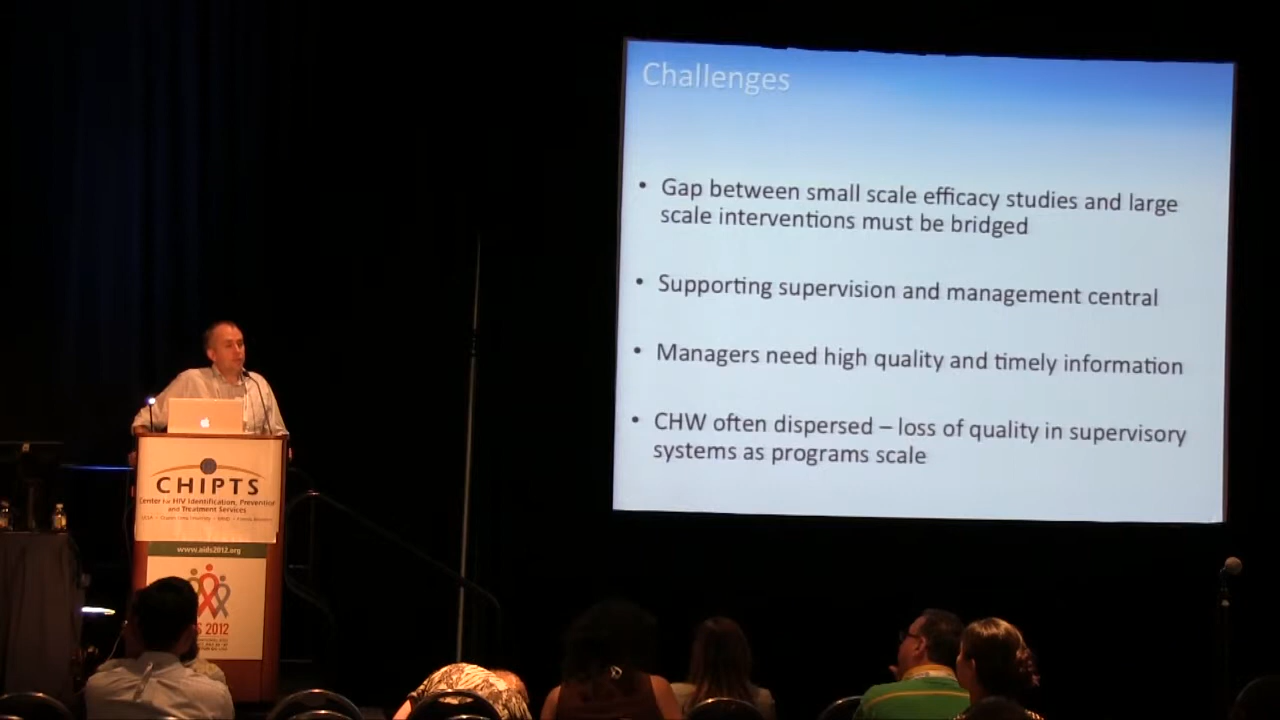 Challenges
• Gap between small scale efficacy studies and large
scale interventions must be bridged
• Supporting supervision and management central
• Managers need high quality and timely information
• CHW often dispersed – loss of quality in supervisory
systems as programs scale
CHIPTS
Center for HIV Identification, Prevention
and Treatment Services
www.aids2012.org
S 2012